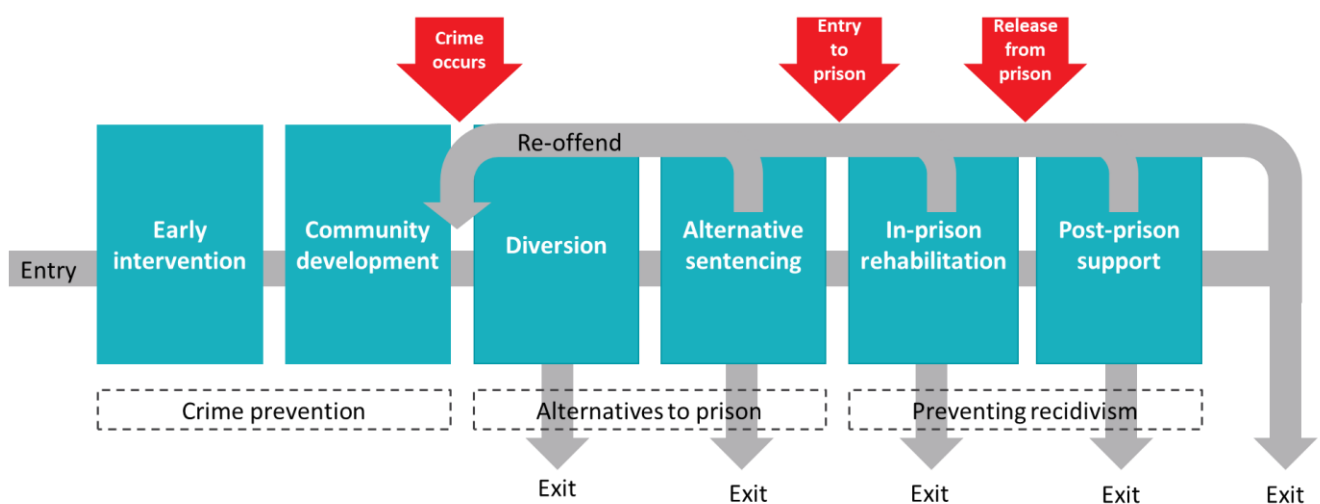 Crime
occurs
Entry
to
prison
Release
from
prison
Re-offend
Entry
Early
intervention
Community
development
Diversion
Alternative
sentencing
In-prison
rehabilitation
Post-prison
support
Crime prevention
Alternatives to prison
Preventing recidivism
Exit
Exit
Exit
Exit
Exit